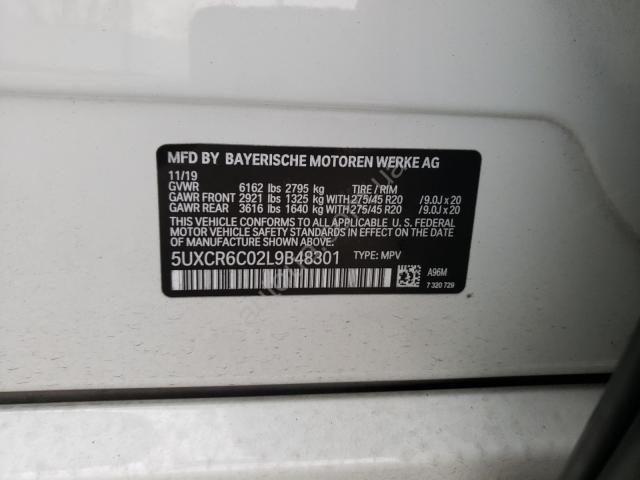 MFD BY BAYERISCHE MOTOREN WERKE AG
11/19
GVWR 6162 lbs 2795 kg TIRE/RIM
GAWR FRONT 2921 lbs 1325 kg WITH 275/45 R20 /9.0J x 20
GAWR REAR 3616 lbs 1640 kg WITH 275/45 R20 /9.0J x 20
THIS VEHICLE CONFORMS TO ALL APPLICABLE U. S. FEDERAL
MOTOR VEHICLE SAFETY STANDARDS IN EFFECT ON THE
DATE OF MANUFACTURE SHOWN ABOVE.
5UXCR6C02L9B48301 TYPE: MPV
A96M
7 320 729